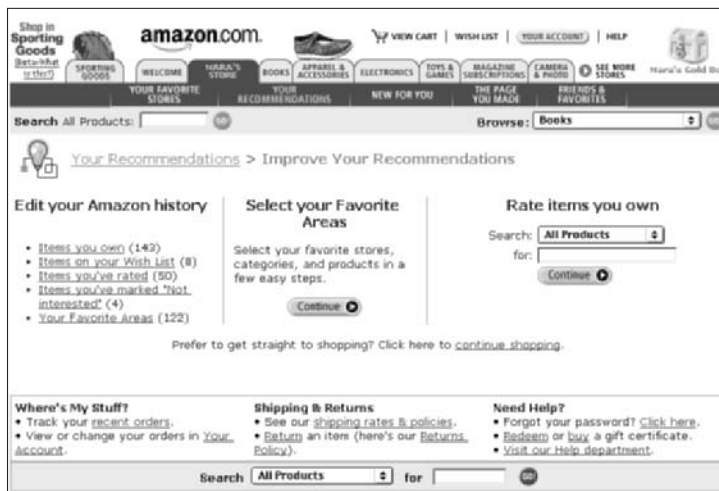 Shop in
Sporting
Goods
(Beta-What
is this?)
amazon.com.
VIEW CART | WISH LIST | YOUR ACCOUNT | HELP
SPORTING GOODS
WELCOME
NARA'S STORE
BOOKS
APPAREL & ACCESSORIES
ELECTRONICS
TOYS & GAMES
MAGAZINE SUBSCRIPTIONS
CAMERA & PHOTO
SEE MORE STORES
Nara's Gold Bo
YOUR FAVORITE STORES
YOUR RECOMMENDATIONS
NEW FOR YOU
THE PAGE YOU MADE
FRIENDS & FAVORITES
Search All Products: GO!
Browse: Books GO!
Your Recommendations > Improve Your Recommendations
Edit your Amazon history
• Items you own (143)
• Items on your Wish List (8)
• Items you've rated (50)
• Items you've marked "Not
interested" (4)
• Your Favorite Areas (122)
Select your Favorite
Areas
Select your favorite stores,
categories, and products in a
few easy steps.
Continue
Rate items you own
Search: All Products
for:
Continue
Prefer to get straight to shopping? Click here to continue shopping.
Where's My Stuff?
• Track your recent orders.
• View or change your orders in Your
Account.
Shipping & Returns
• See our shipping rates & policies.
• Return an item (here's our Returns
Policy).
Need Help?
• Forgot your password? Click here.
• Redeem or buy a gift certificate.
• Visit our Help department.
Search All Products for GO!